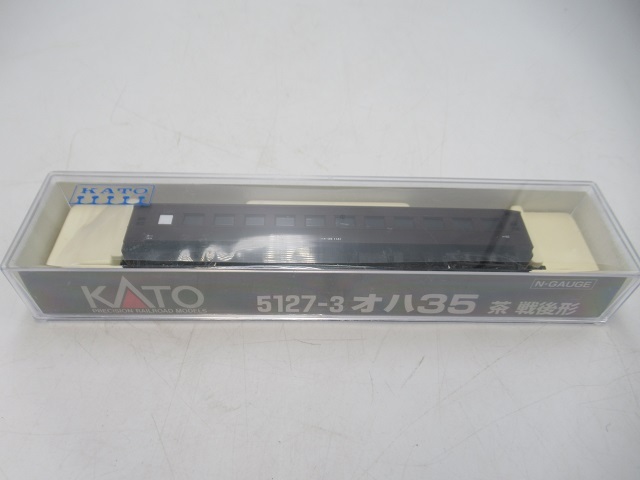 KATO
KATO
PRECISION RAILROAD MODELS
5127-3 オハ35 茶 戦後形
N-GAUGE